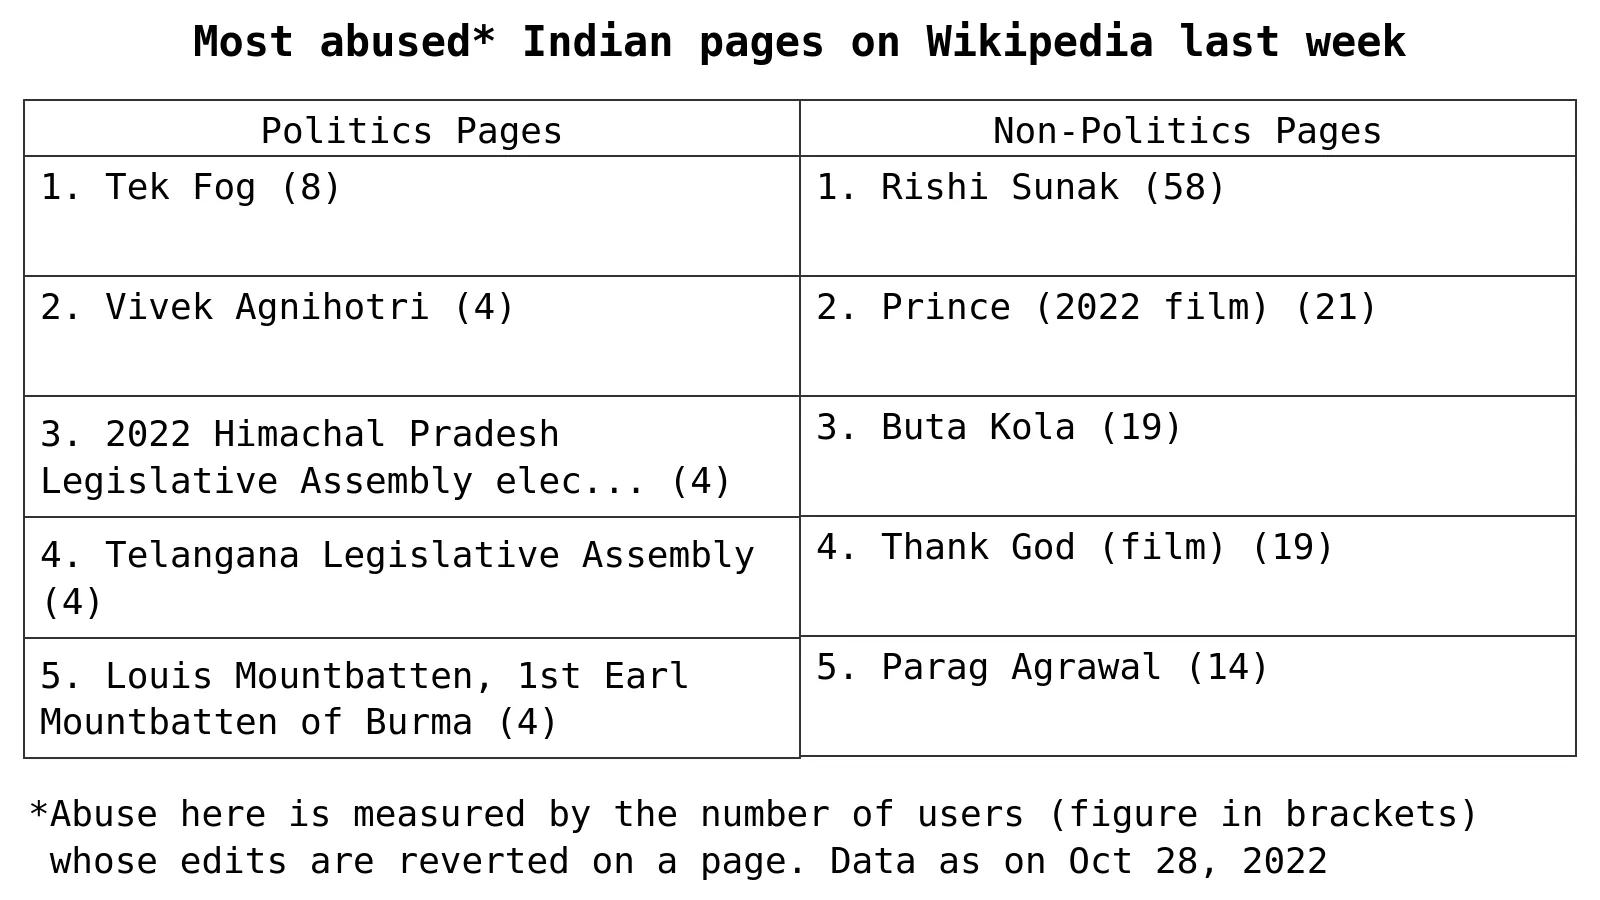 Most abused* Indian pages on Wikipedia last week
Politics Pages
1. Tek Fog (8)
2. Vivek Agnihotri (4)
3. 2022 Himachal Pradesh
Legislative Assembly elec... (4)
4. Telangana Legislative Assembly
(4)
5. Louis Mountbatten, 1st Earl
Mountbatten of Burma (4)
Non-Politics Pages
1. Rishi Sunak (58)
2. Prince (2022 film) (21)
3. Buta Kola (19)
4. Thank God (film) (19)
5. Parag Agrawal (14)
*Abuse here is measured by the number of users (figure in brackets)
whose edits are reverted on a page. Data as on Oct 28, 2022